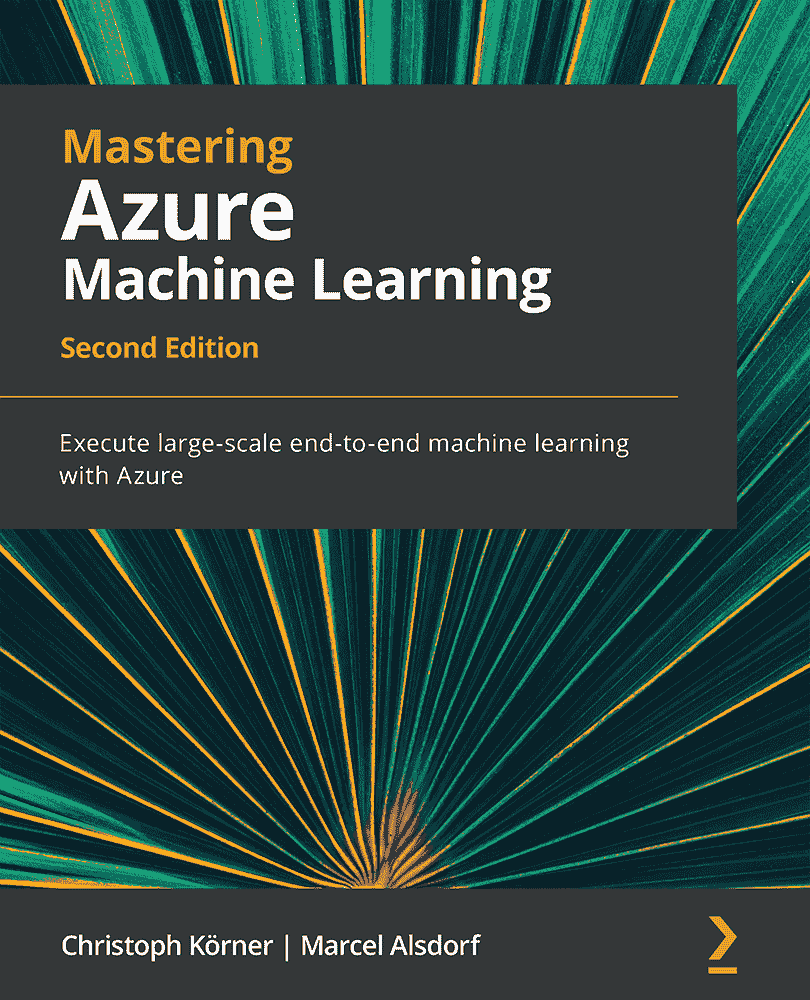 Mastering
Azure
Machine Learning
Second Edition
Execute large-scale end-to-end machine learning
with Azure
Christoph Körner | Marcel Alsdorf